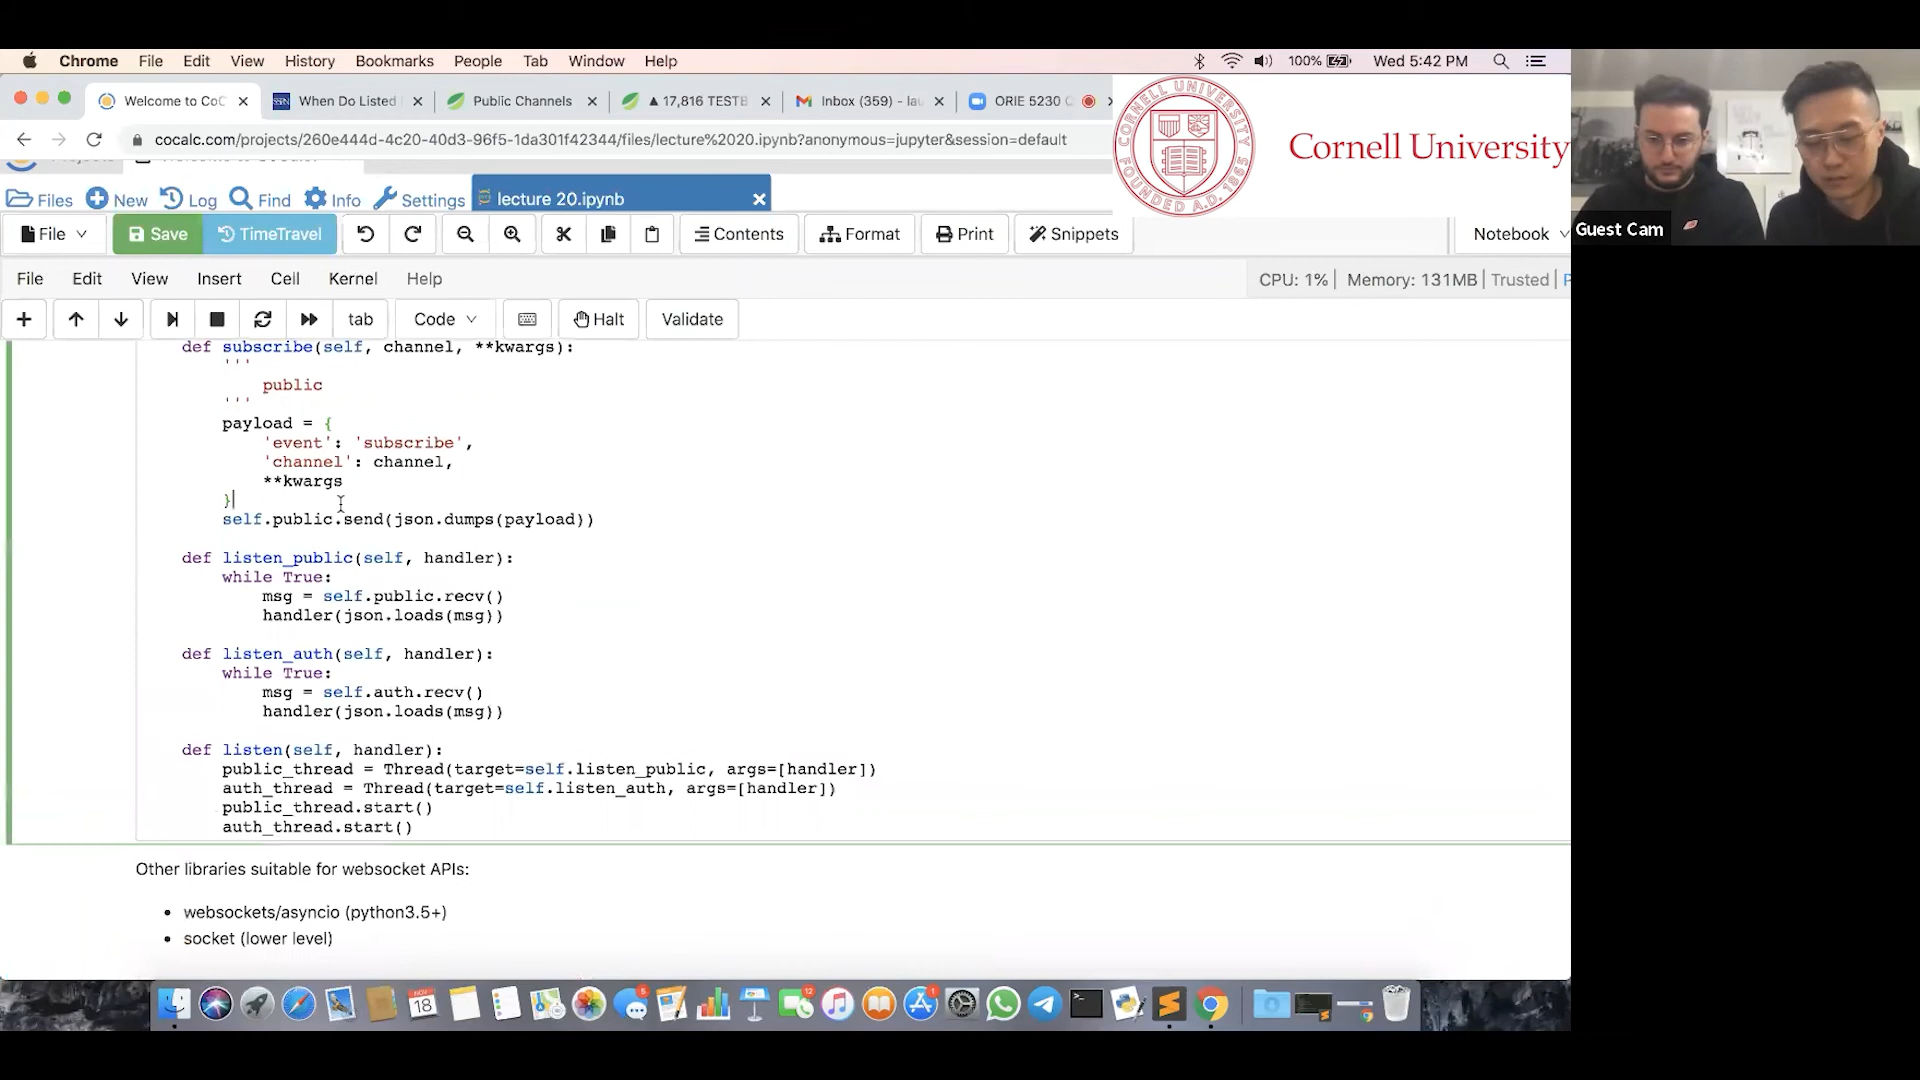 Chrome File Edit View History Bookmarks People Tab Window Help 100% Wed 5:42 PM
Welcome to CoC When Do Listed Public Channels ▲ 17,816 TESTB Inbox (359) - la ORIE 5230
cocalc.com/projects/260e444d-4c20-40d3-96f5-1da301f42344/files/lecture%2020.ipynb?anonymous=jupyter&session=default
Cornell University
CORNELL UNIVERSITY
FOUNDED A.D. 1865
Files New Log Find Info Settings lecture 20.ipynb
File Save TimeTravel Contents Format Print Snippets Notebook
Guest Cam
File Edit View Insert Cell Kernel Help CPU: 1% | Memory: 131MB | Trusted |
tab Code Halt Validate
def subscribe(self, channel, **kwargs):
'''
public
'''
payload = {
'event': 'subscribe',
'channel': channel,
**kwargs
}
self.public.send(json.dumps(payload))
def listen_public(self, handler):
while True:
msg = self.public.recv()
handler(json.loads(msg))
def listen_auth(self, handler):
while True:
msg = self.auth.recv()
handler(json.loads(msg))
def listen(self, handler):
public_thread = Thread(target=self.listen_public, args=[handler])
auth_thread = Thread(target=self.listen_auth, args=[handler])
public_thread.start()
auth_thread.start()
Other libraries suitable for websocket APIs:
• websockets/asyncio (python3.5+)
• socket (lower level)
NOV
18